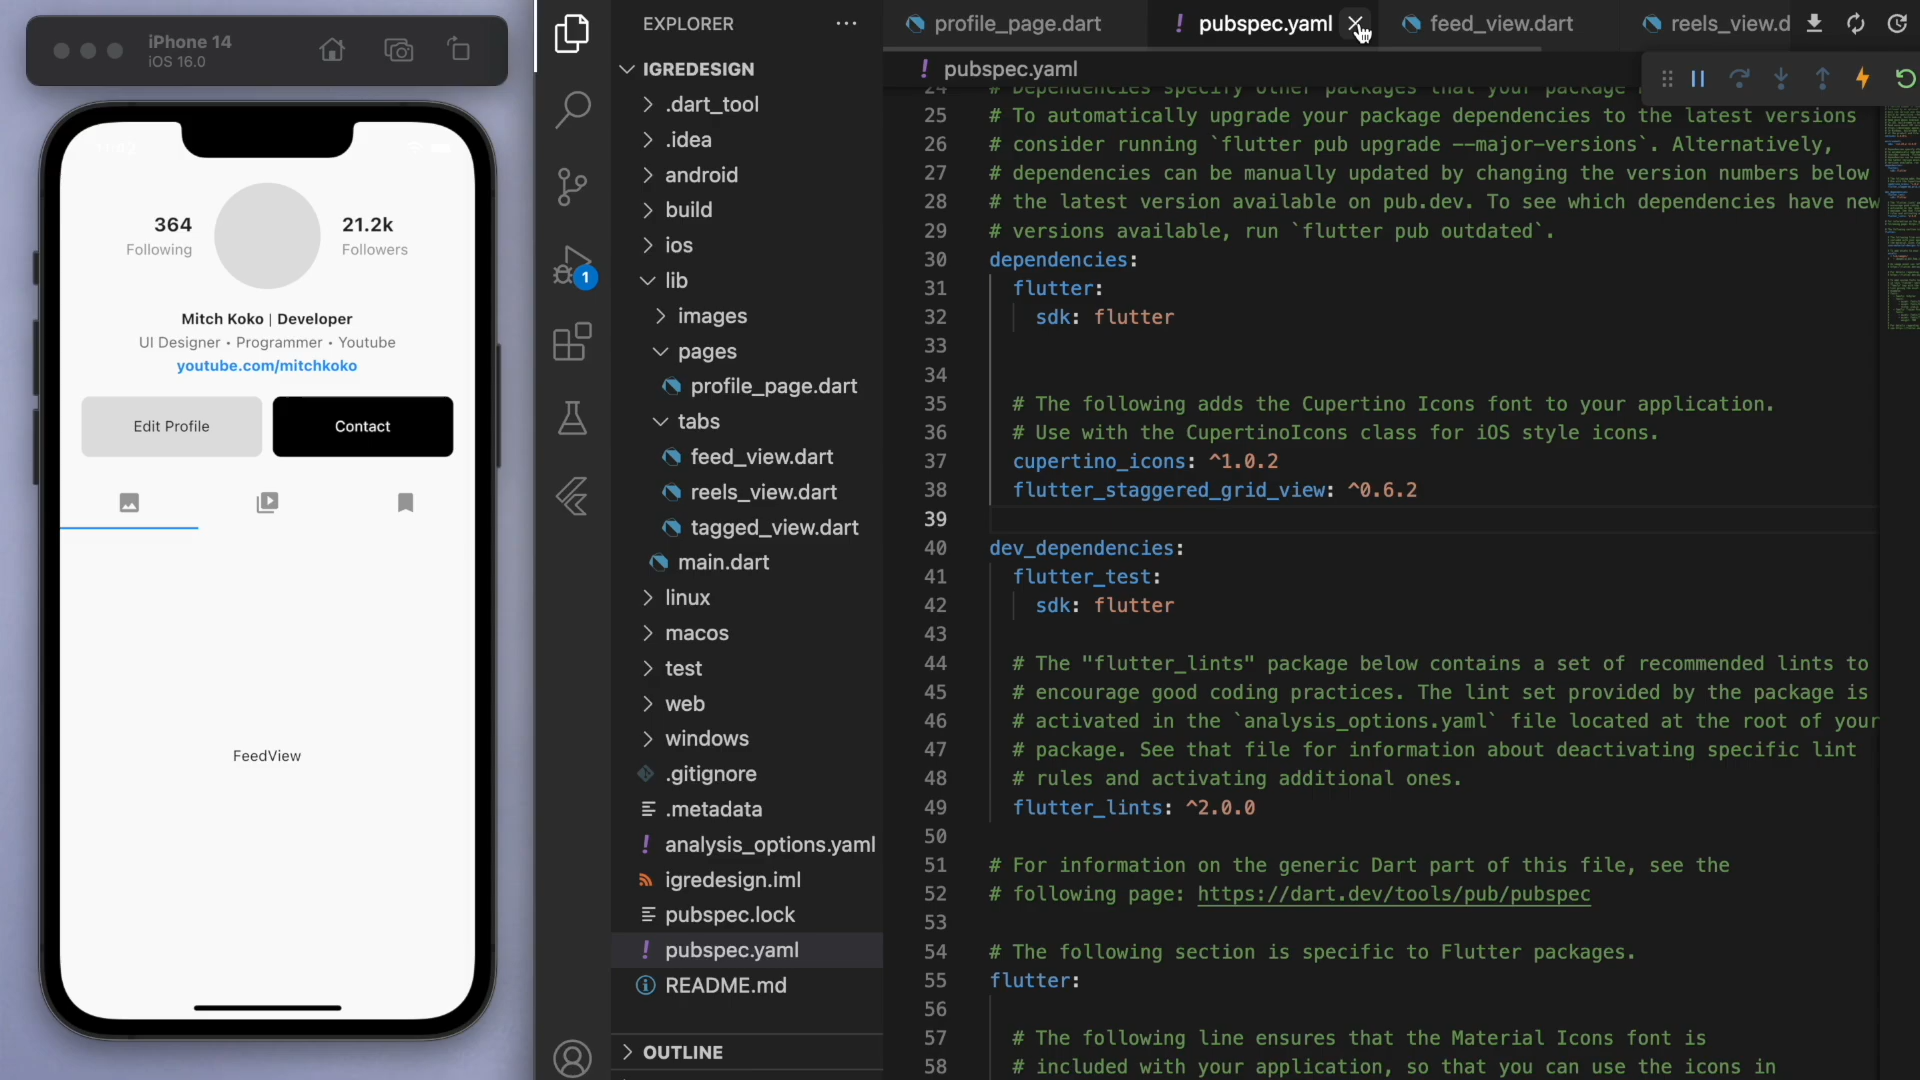 iPhone 14
iOS 16.0
364
Following
21.2k
Followers
Mitch Koko | Developer
UI Designer • Programmer • Youtube
youtube.com/mitchkoko
Edit Profile
Contact
FeedView
1
EXPLORER
IGREDESIGN
.dart_tool
.idea
android
build
ios
lib
images
pages
profile_page.dart
tabs
feed_view.dart
reels_view.dart
tagged_view.dart
main.dart
linux
macos
test
web
windows
.gitignore
.metadata
analysis_options.yaml
igredesign.iml
pubspec.lock
pubspec.yaml
README.md
OUTLINE
profile_page.dart
pubspec.yaml
feed_view.dart
reels_view.d
pubspec.yaml
24 # Dependencies specify other packages that your package
25 # To automatically upgrade your package dependencies to the latest versions
26 # consider running `flutter pub upgrade --major-versions`. Alternatively,
27 # dependencies can be manually updated by changing the version numbers below
28 # the latest version available on pub.dev. To see which dependencies have new
29 # versions available, run `flutter pub outdated`.
30 dependencies:
31 flutter:
32 sdk: flutter
33
34
35 # The following adds the Cupertino Icons font to your application.
36 # Use with the CupertinoIcons class for iOS style icons.
37 cupertino_icons: ^1.0.2
38 flutter_staggered_grid_view: ^0.6.2
39
40 dev_dependencies:
41 flutter_test:
42 sdk: flutter
43
44 # The "flutter_lints" package below contains a set of recommended lints to
45 # encourage good coding practices. The lint set provided by the package is
46 # activated in the `analysis_options.yaml` file located at the root of your
47 # package. See that file for information about deactivating specific lint
48 # rules and activating additional ones.
49 flutter_lints: ^2.0.0
50
51 # For information on the generic Dart part of this file, see the
52 # following page: https://dart.dev/tools/pub/pubspec
53
54 # The following section is specific to Flutter packages.
55 flutter:
56
57 # The following line ensures that the Material Icons font is
58 # included with your application, so that you can use the icons in